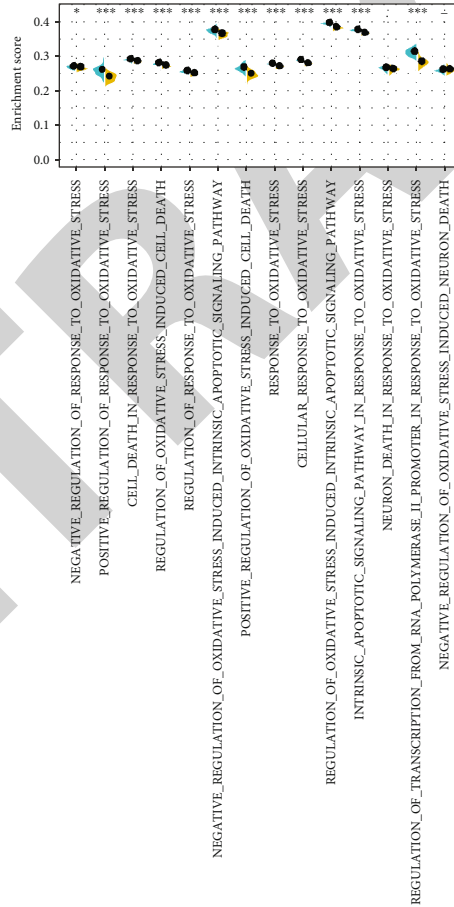 * *** *** *** *** *** *** *** *** *** *** - - *** -
Enrichment score
0.4
0.3
0.2
0.1
0.0
NEGATIVE_REGULATION_OF_RESPONSE_TO_OXIDATIVE_STRESS
POSITIVE_REGULATION_OF_RESPONSE_TO_OXIDATIVE_STRESS
CELL_DEATH_IN_RESPONSE_TO_OXIDATIVE_STRESS
REGULATION_OF_OXIDATIVE_STRESS_INDUCED_CELL_DEATH
REGULATION_OF_RESPONSE_TO_OXIDATIVE_STRESS
NEGATIVE_REGULATION_OF_OXIDATIVE_STRESS_INDUCED_INTRINSIC_APOPTOTIC_SIGNALING_PATHWAY
POSITIVE_REGULATION_OF_OXIDATIVE_STRESS_INDUCED_CELL_DEATH
RESPONSE_TO_OXIDATIVE_STRESS
CELLULAR_RESPONSE_TO_OXIDATIVE_STRESS
REGULATION_OF_OXIDATIVE_STRESS_INDUCED_INTRINSIC_APOPTOTIC_SIGNALING_PATHWAY
INTRINSIC_APOPTOTIC_SIGNALING_PATHWAY_IN_RESPONSE_TO_OXIDATIVE_STRESS
NEURON_DEATH_IN_RESPONSE_TO_OXIDATIVE_STRESS
REGULATION_OF_TRANSCRIPTION_FROM_RNA_POLYMERASE_II_PROMOTER_IN_RESPONSE_TO_OXIDATIVE_STRESS
NEGATIVE_REGULATION_OF_OXIDATIVE_STRESS_INDUCED_NEURON_DEATH